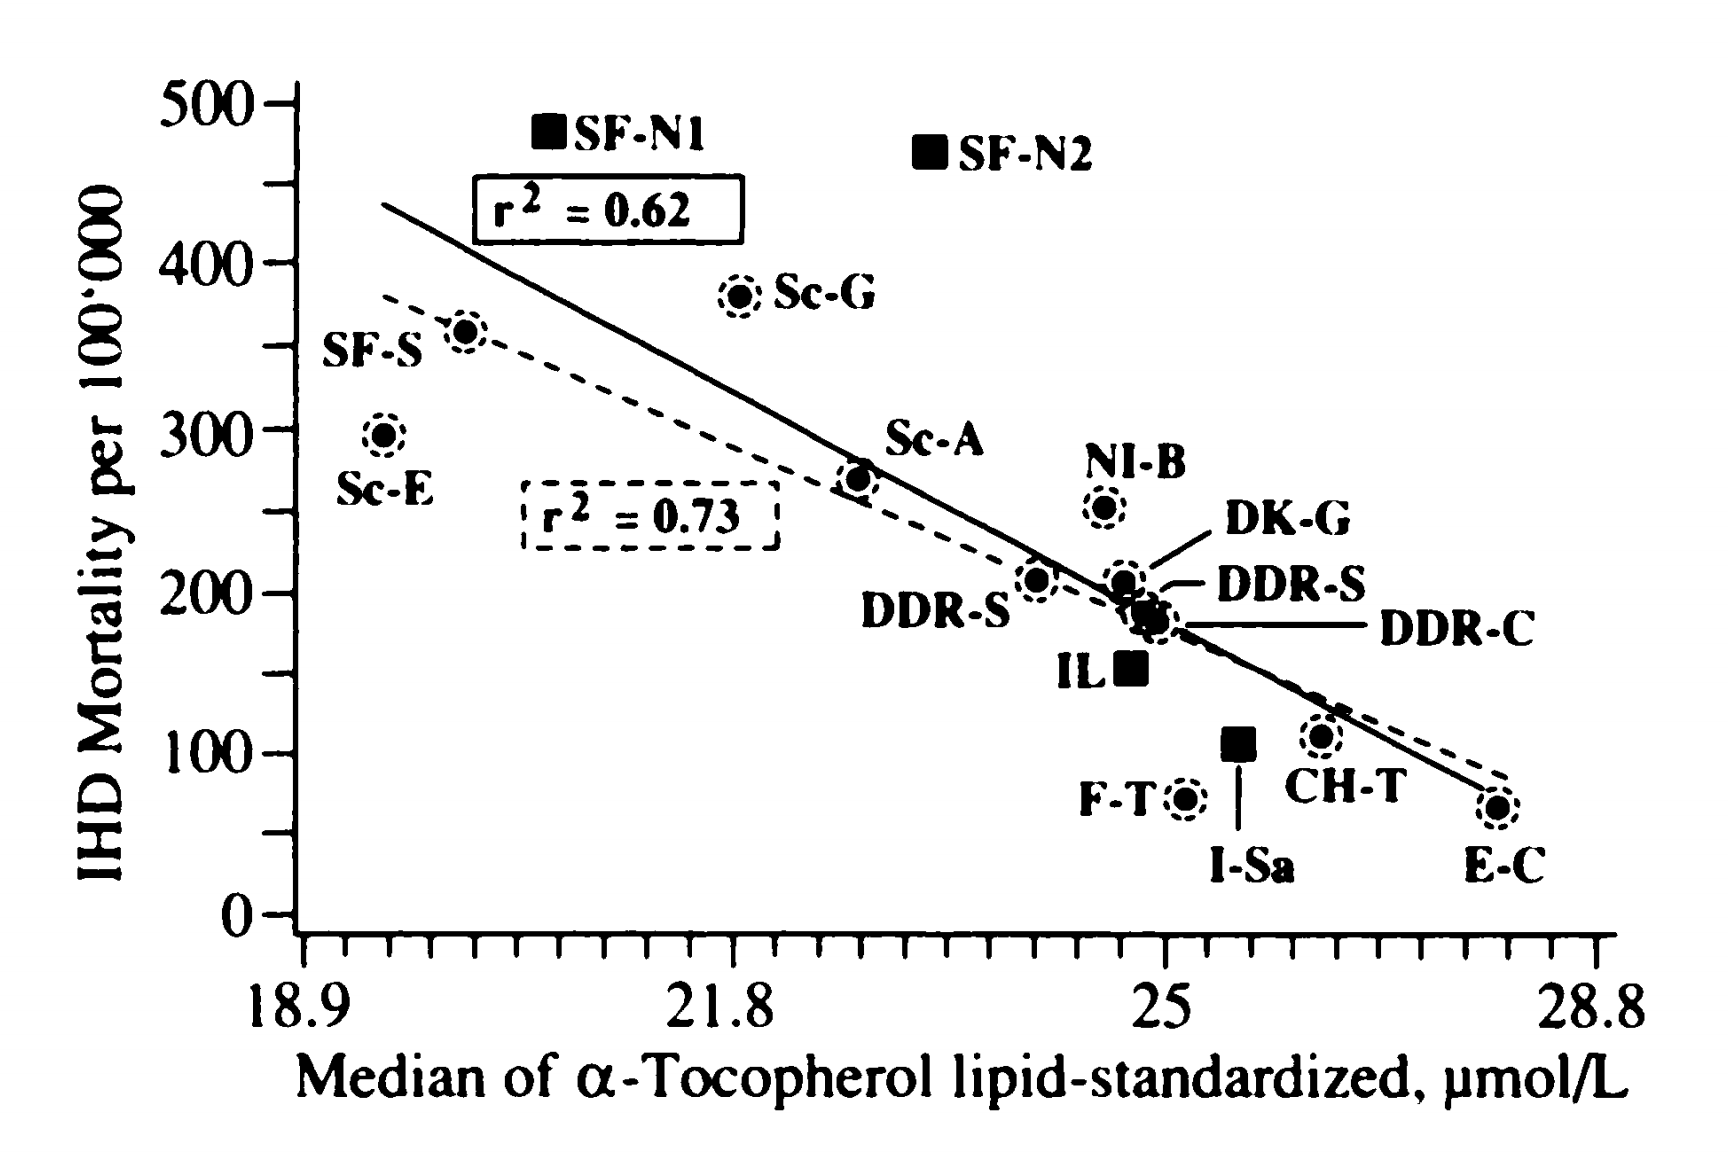 500
SF-N1
SF-N2
r² = 0.62
400
Sc-G
SF-S
300
Sc-A
NI-B
Sc-E
r² = 0.73
DK-G
200
DDR-S
DDR-S
DDR-C
IL
100
CH-T
F-T
I-Sa
E-C
0
18.9 21.8 25 28.8
Median of α-Tocopherol lipid-standardized, µmol/L
IHD Mortality per 100'000